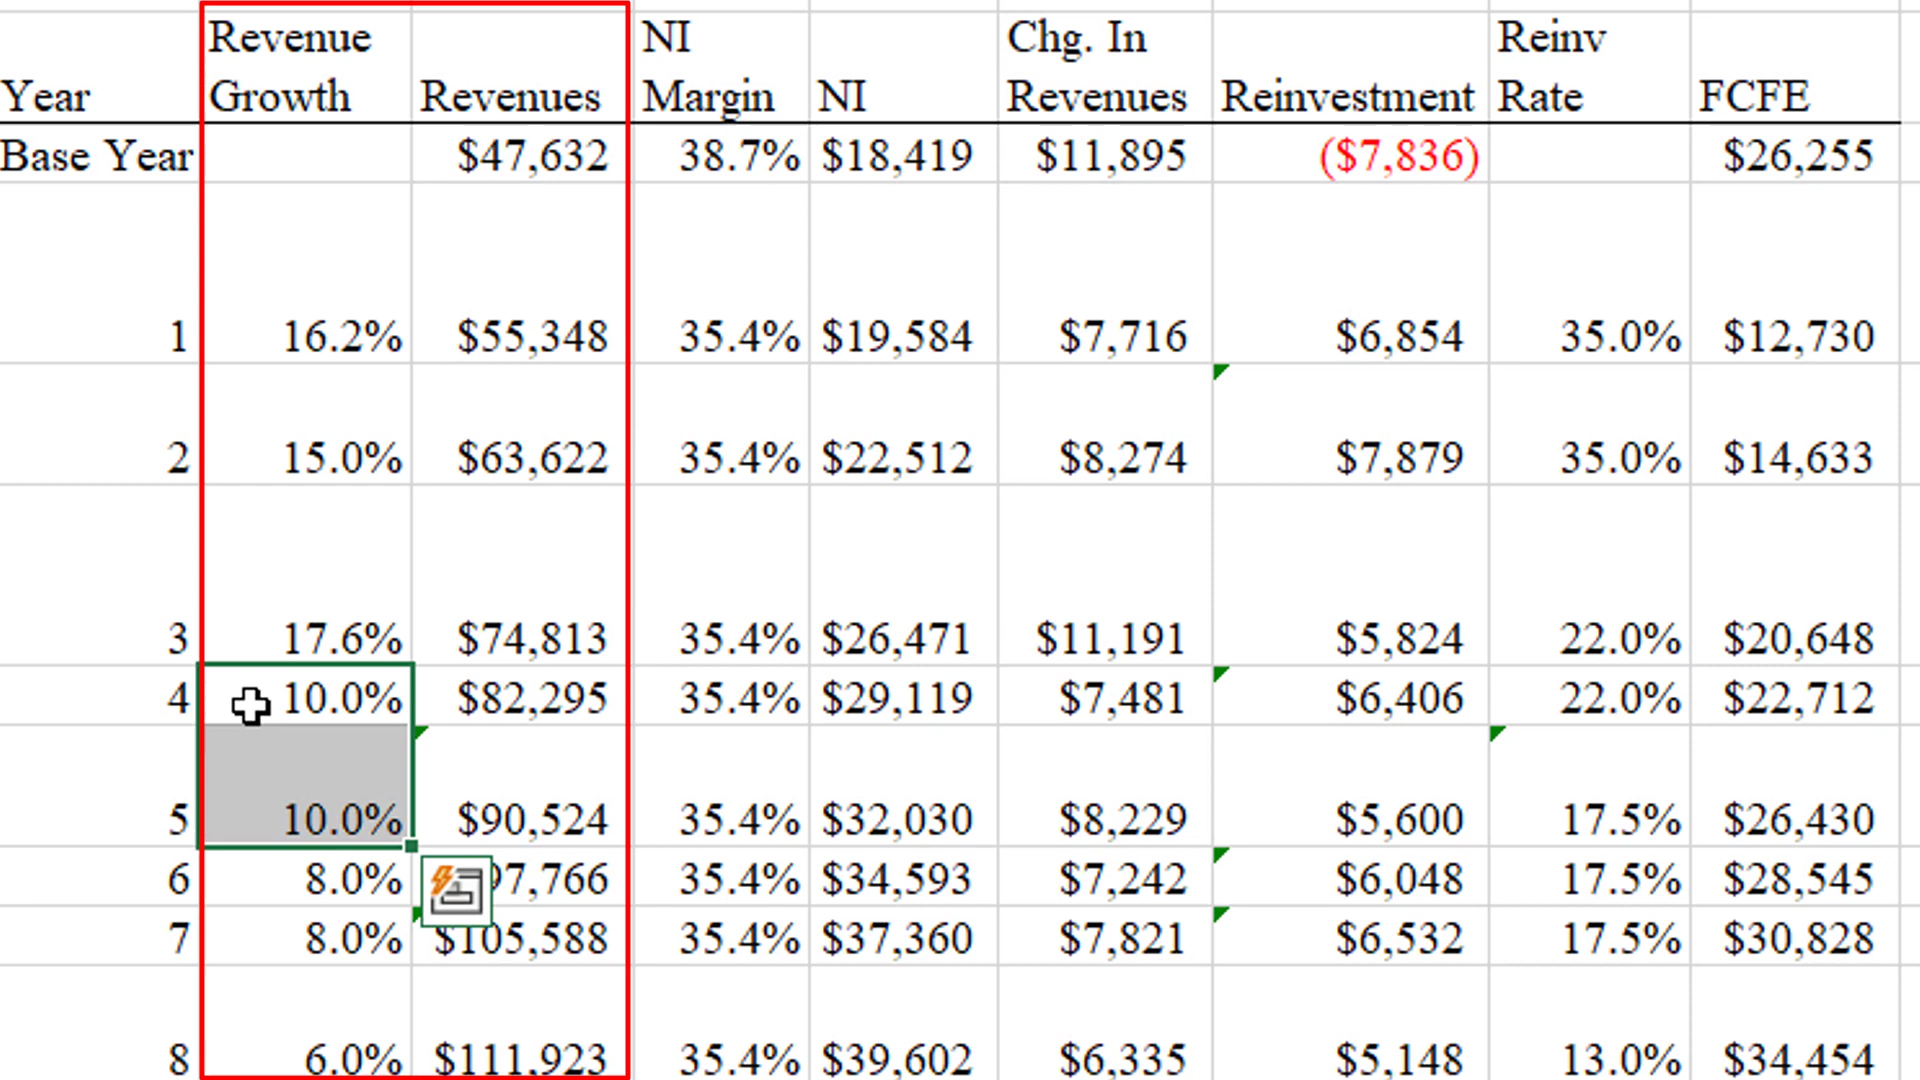 Revenue NI Chg. In Reinv
Year Growth Revenues Margin NI Revenues Reinvestment Rate FCFE
Base Year $47,632 38.7% $18,419 $11,895 ($7,836) $26,255
1 16.2% $55,348 35.4% $19,584 $7,716 $6,854 35.0% $12,730
2 15.0% $63,622 35.4% $22,512 $8,274 $7,879 35.0% $14,633
3 17.6% $74,813 35.4% $26,471 $11,191 $5,824 22.0% $20,648
4 10.0% $82,295 35.4% $29,119 $7,481 $6,406 22.0% $22,712
5 10.0% $90,524 35.4% $32,030 $8,229 $5,600 17.5% $26,430
6 8.0% 97,766 35.4% $34,593 $7,242 $6,048 17.5% $28,545
7 8.0% $105,588 35.4% $37,360 $7,821 $6,532 17.5% $30,828
8 6.0% $111,923 35.4% $39,602 $6,335 $5,148 13.0% $34,454